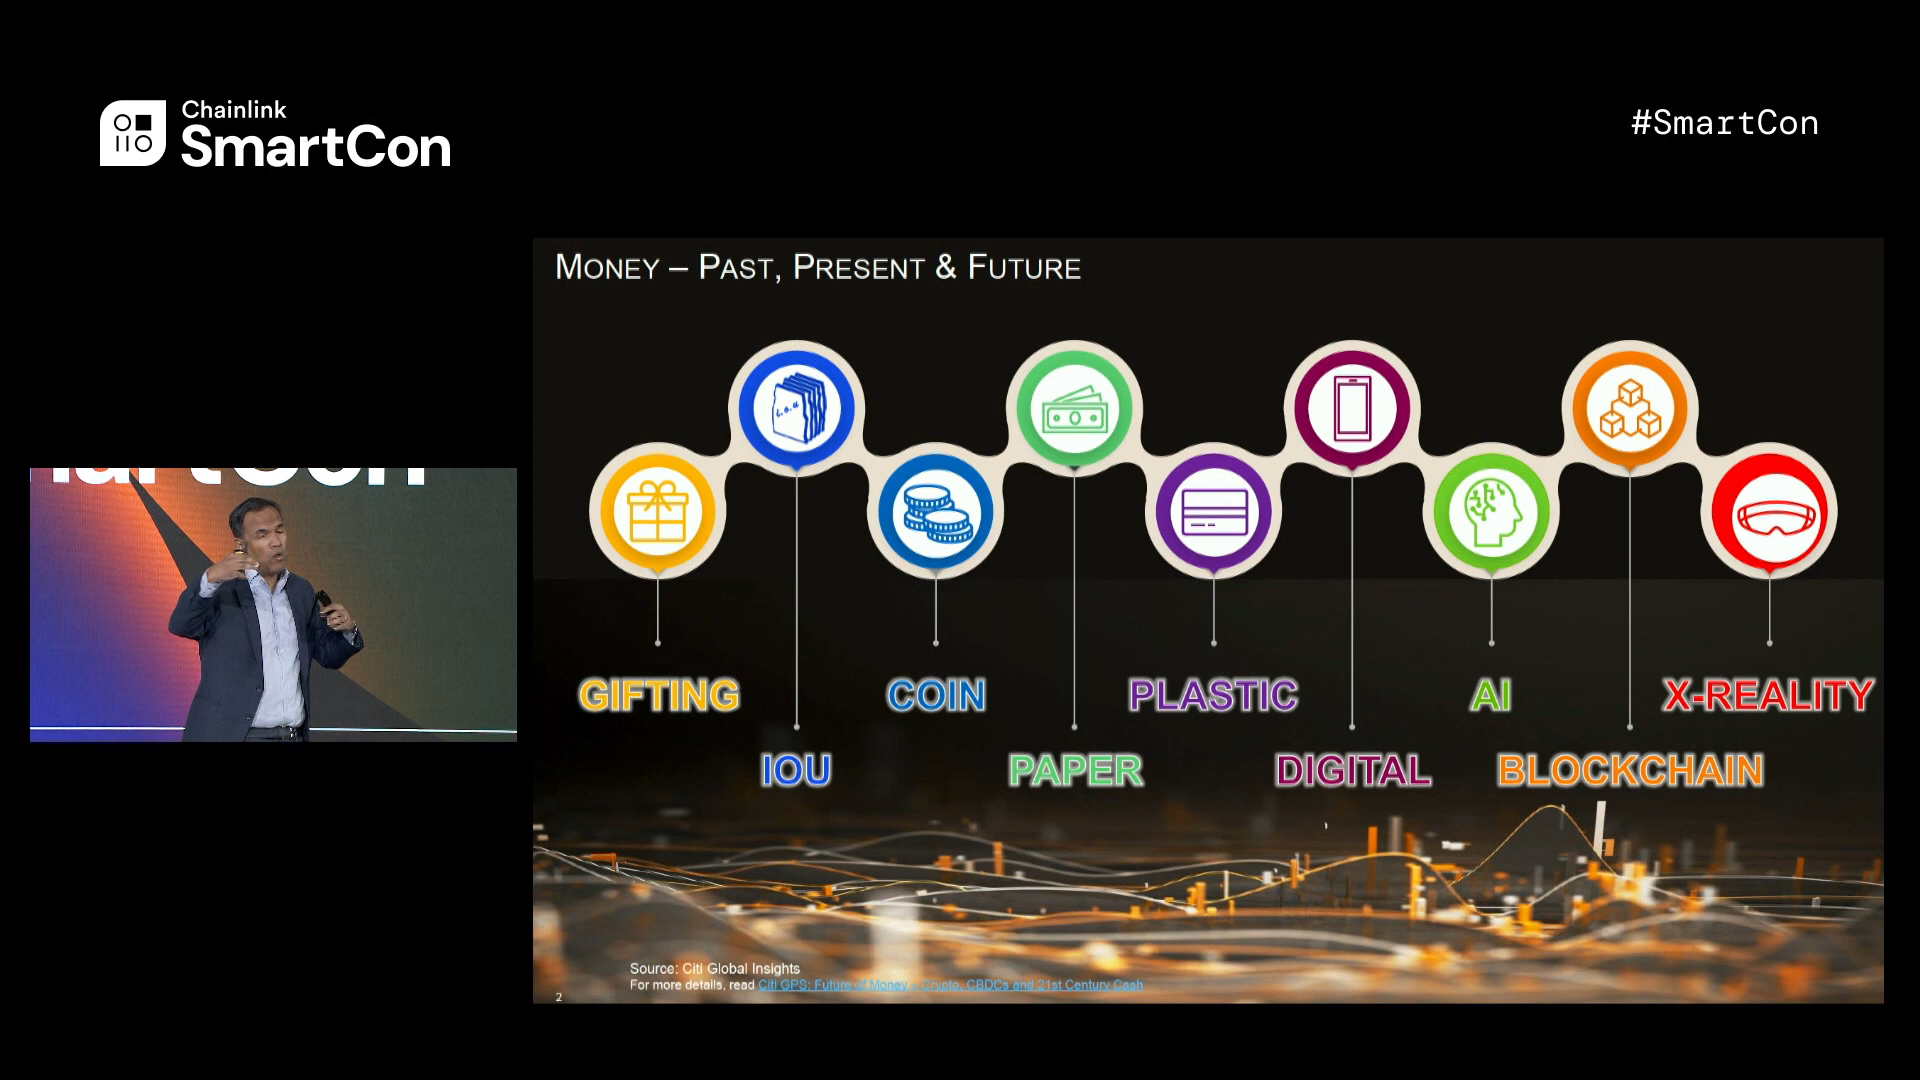 Chainlink
SmartCon
#SmartCon
MONEY – PAST, PRESENT & FUTURE
GIFTING
COIN
PLASTIC
AI
X-REALITY
IOU
PAPER
DIGITAL
BLOCKCHAIN
Source: Citi Global Insights
For more details, read Citi GPS: Future of Money – Crypto, CBDCs and 21st Century Cash
2